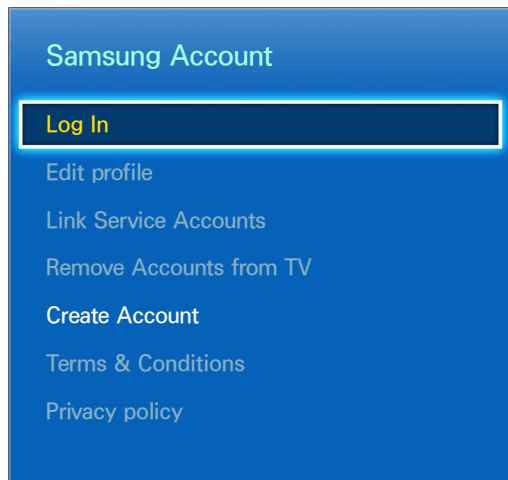 Samsung Account
Log In
Edit profile
Link Service Accounts
Remove Accounts from TV
Create Account
Terms & Conditions
Privacy policy